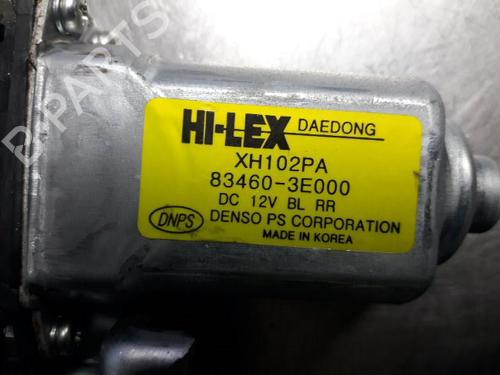 B-PARTS
HI-LEX DAEDONG
XH102PA
83460-3E000
DC 12V BL RR
DNPS DENSO PS CORPORATION
MADE IN KOREA